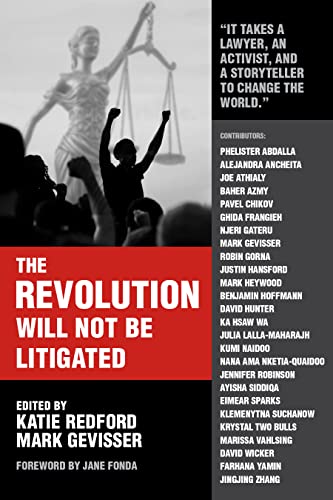 “IT TAKES A
LAWYER, AN
ACTIVIST, AND
A STORYTELLER
TO CHANGE THE
WORLD.”
CONTRIBUTORS:
PHELISTER ABDALLA
ALEJANDRA ANCHEITA
JOE ATHIALY
BAHER AZMY
PAVEL CHIKOV
GHIDA FRANGIEH
NJERI GATERU
MARK GEVISSER
ROBIN GORNA
JUSTIN HANSFORD
MARK HEYWOOD
BENJAMIN HOFFMANN
DAVID HUNTER
KA HSAW WA
JULIA LALLA-MAHARAJH
KUMI NAIDOO
NANA AMA NKETIA-QUAIDOO
JENNIFER ROBINSON
AYISHA SIDDIQA
EIMEAR SPARKS
KLEMENTYNA SUCHANOW
KRYSTAL TWO BULLS
MARISSA VAHLSING
DAVID WICKER
FARHANA YAMIN
JINGJING ZHANG
THE
REVOLUTION
WILL NOT BE
LITIGATED
EDITED BY
KATIE REDFORD
MARK GEVISSER
FOREWORD BY JANE FONDA